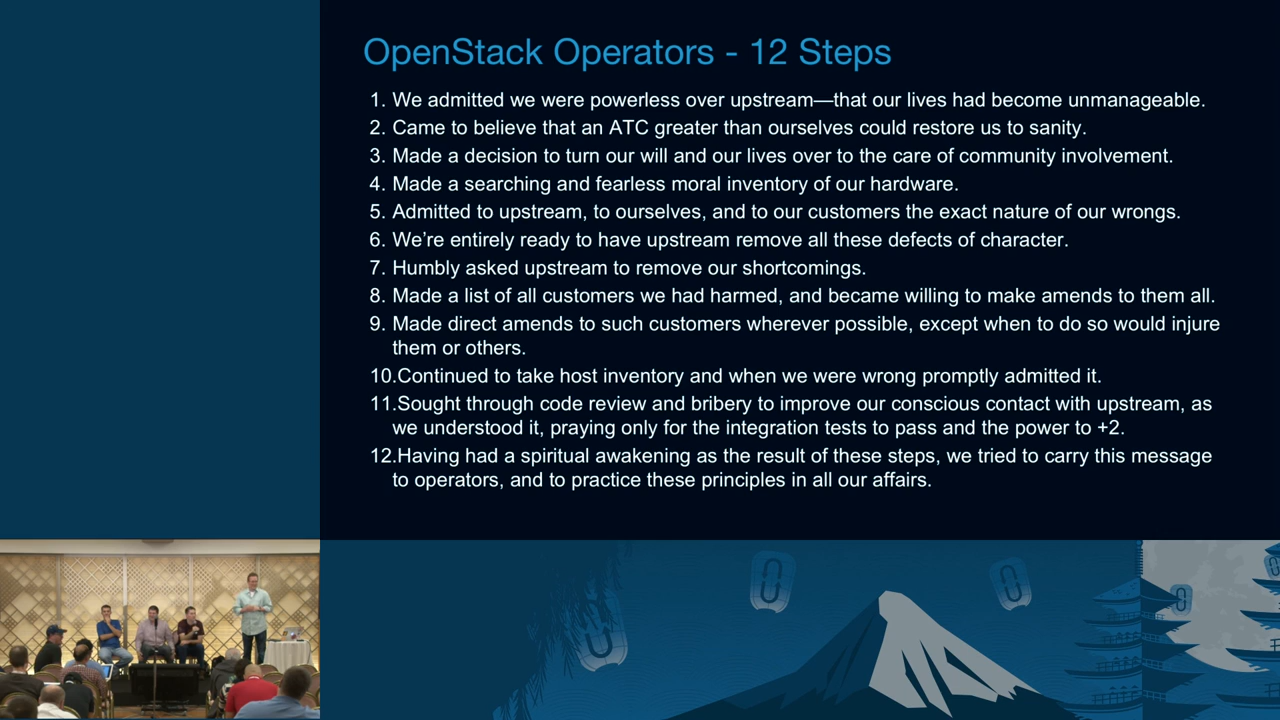 OpenStack Operators - 12 Steps
1. We admitted we were powerless over upstream—that our lives had become unmanageable.
2. Came to believe that an ATC greater than ourselves could restore us to sanity.
3. Made a decision to turn our will and our lives over to the care of community involvement.
4. Made a searching and fearless moral inventory of our hardware.
5. Admitted to upstream, to ourselves, and to our customers the exact nature of our wrongs.
6. We’re entirely ready to have upstream remove all these defects of character.
7. Humbly asked upstream to remove our shortcomings.
8. Made a list of all customers we had harmed, and became willing to make amends to them all.
9. Made direct amends to such customers wherever possible, except when to do so would injure
them or others.
10.Continued to take host inventory and when we were wrong promptly admitted it.
11.Sought through code review and bribery to improve our conscious contact with upstream, as
we understood it, praying only for the integration tests to pass and the power to +2.
12.Having had a spiritual awakening as the result of these steps, we tried to carry this message
to operators, and to practice these principles in all our affairs.